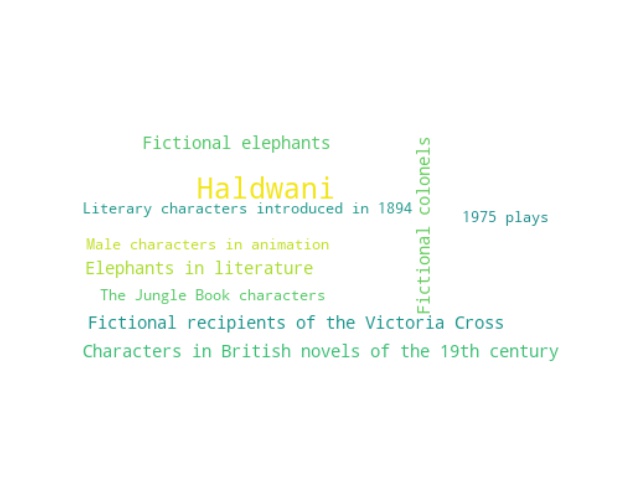 Fictional elephants
Fictional colonels
Haldwani
Literary characters introduced in 1894
1975 plays
Male characters in animation
Elephants in literature
The Jungle Book characters
Fictional recipients of the Victoria Cross
Characters in British novels of the 19th century